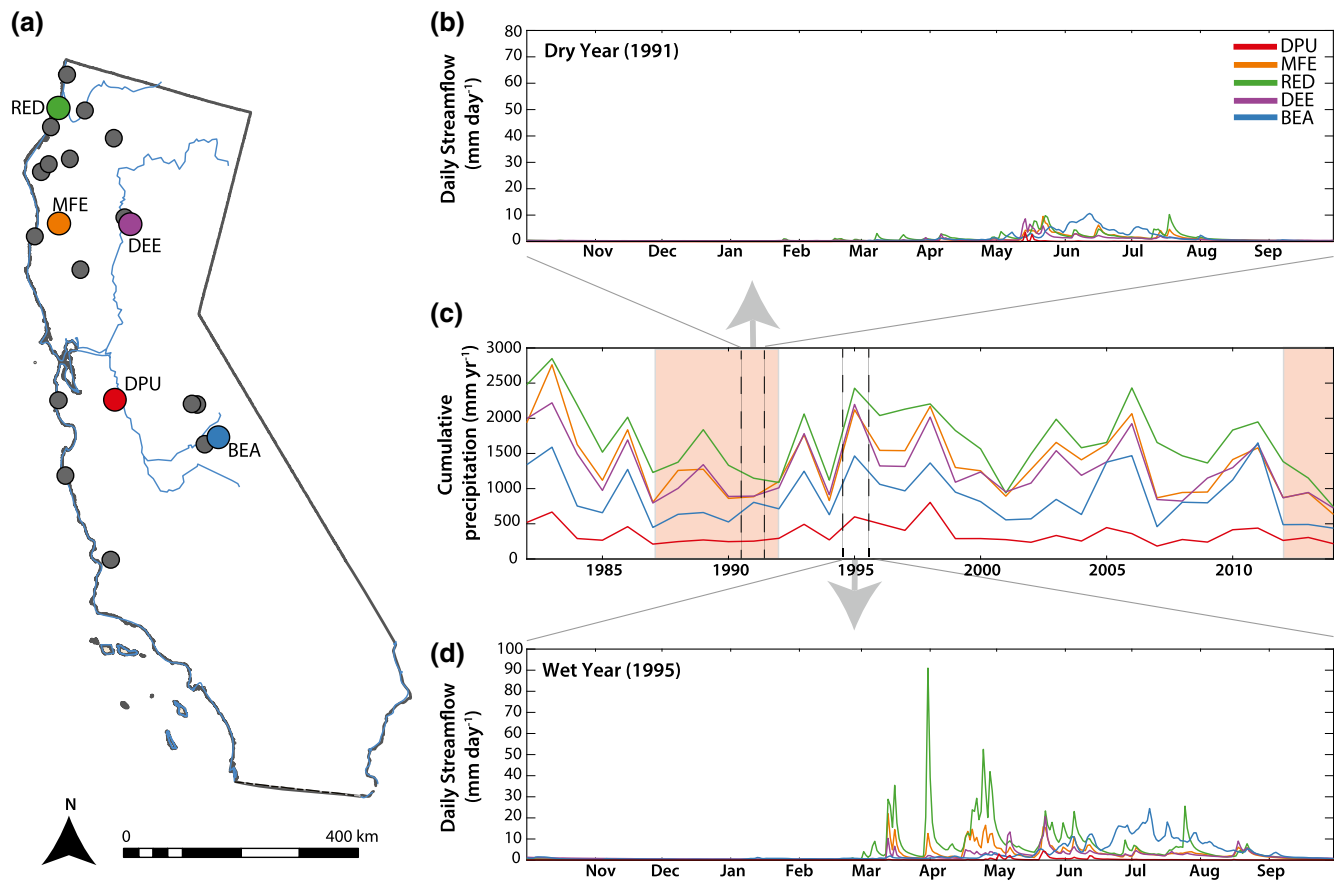 (a)
RED
MFE
DEE
DPU
BEA
N
0 400 km
(b)
Dry Year (1991)
DPU
MFE
RED
DEE
BEA
Daily Streamflow
(mm day-1)
80
70
60
50
40
30
20
10
0
Nov Dec Jan Feb Mar Apr May Jun Jul Aug Sep
(c)
Cumulative
precipitation (mm yr-1)
3000
2500
2000
1500
1000
500
0
1985 1990 1995 2000 2005 2010
(d)
Wet Year (1995)
Daily Streamflow
(mm day-1)
100
90
80
70
60
50
40
30
20
10
0
Nov Dec Jan Feb Mar Apr May Jun Jul Aug Sep